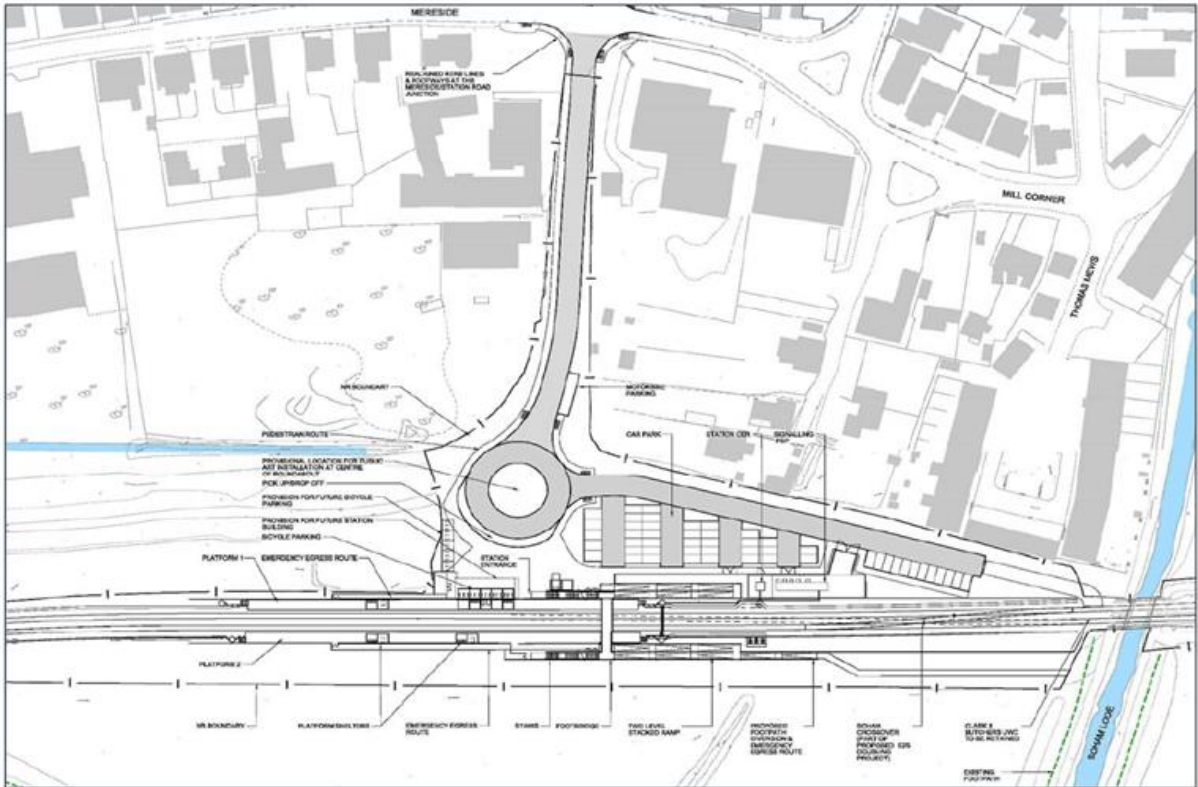 MERESIDE
REALIGNED KERB LINES
& FOOTWAYS AT THE
MERESIDE/STATION ROAD
JUNCTION
MILL CORNER
THOMAS MEWS
NR BOUNDARY
MOTORBIKE
PARKING
PEDESTRIAN ROUTE
CAR PARK
STATION
SIGNALLING
PROVISIONAL LOCATION FOR PUBLIC
ART INSTALLATION AT CENTRE
OF ROUNDABOUT
PICK UP/DROP OFF
PROVISION FOR FUTURE BICYCLE
PARKING
PROVISION FOR FUTURE STATION
BUILDING
BICYCLE PARKING
STATION
ENTRANCE
PLATFORM 1
EMERGENCY EGRESS ROUTE
PLATFORM 2
NR BOUNDARY
PLATFORM SHELTERS
EMERGENCY EGRESS
ROUTE
STAIRS
FOOTBRIDGE
TWO LEVEL
STACKED RAMP
PROPOSED
FOOTPATH
DIVERSION &
EMERGENCY
EGRESS ROUTE
SOHAM
CROSSOVER
(PART OF
PROPOSED
DOUBLING
PROJECT)
CLARK &
BUTCHERS UWC
TO BE RETAINED
SOHAM LODE
EXISTING
FOOTPATH